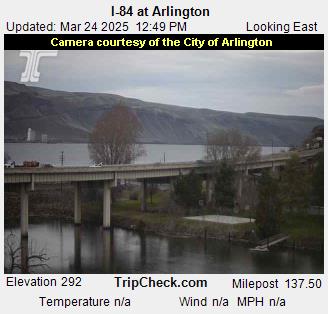 I-84 at Arlington
Updated: Mar 24 2025 12:49 PM Looking East
Camera courtesy of the City of Arlington
Elevation 292 TripCheck.com Milepost 137.50
Temperature n/a Wind n/a MPH n/a